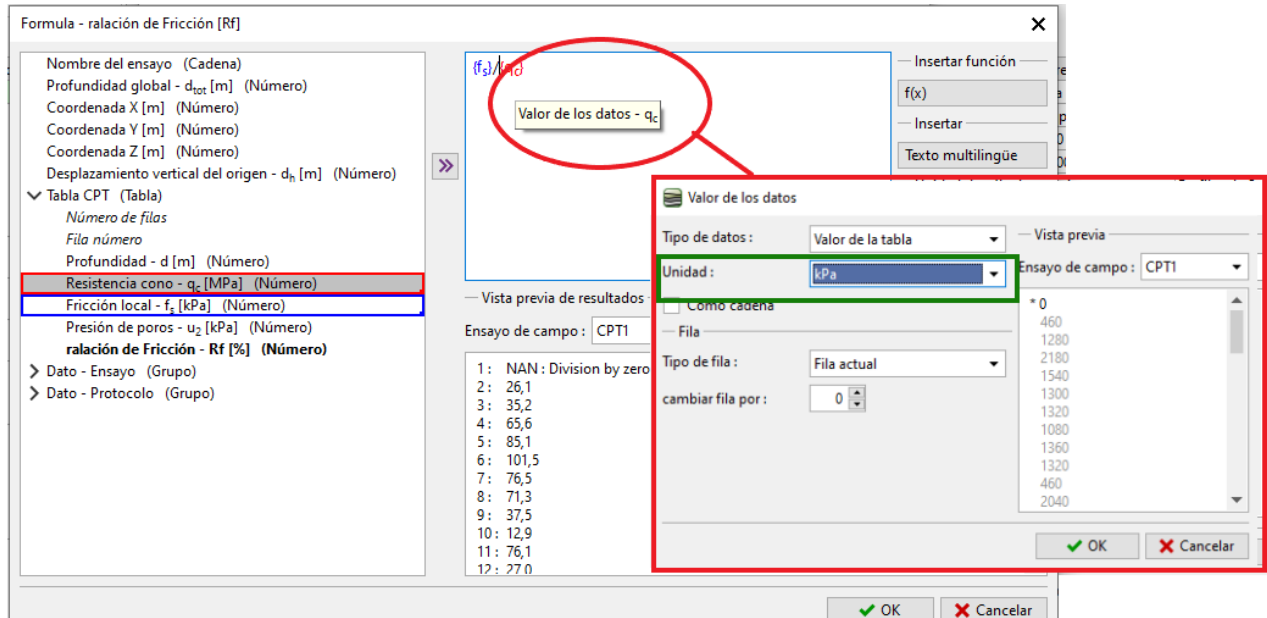 Formula - ralación de Fricción [Rf]
Nombre del ensayo (Cadena)
Profundidad global - dtot [m] (Número)
Coordenada X [m] (Número)
Coordenada Y [m] (Número)
Coordenada Z [m] (Número)
Desplazamiento vertical del origen - dh [m] (Número)
Tabla CPT (Tabla)
Número de filas
Fila número
Profundidad - d [m] (Número)
Resistencia cono - qc [MPa] (Número)
Fricción local - fs [kPa] (Número)
Presión de poros - u2 [kPa] (Número)
ralación de Fricción - Rf [%] (Número)
Dato - Ensayo (Grupo)
Dato - Protocolo (Grupo)
{fs}/{qc}
Valor de los datos - qc
Insertar función
f(x)
Insertar
Texto multilingüe
Vista previa de resultados
Ensayo de campo : CPT1
1 : NAN : Division by zero
2 : 26,1
3 : 35,2
4 : 65,6
5 : 85,1
6 : 101,5
7 : 76,5
8 : 71,3
9 : 37,5
10 : 12,9
11 : 76,1
12 : 27,0
OK
Cancelar
Valor de los datos
Tipo de datos : Valor de la tabla
Unidad : kPa
Como cadena
Fila
Tipo de fila : Fila actual
cambiar fila por : 0
Vista previa
Ensayo de campo : CPT1
* 0
460
1280
2180
1540
1300
1320
1080
1360
1320
460
2040
OK
Cancelar